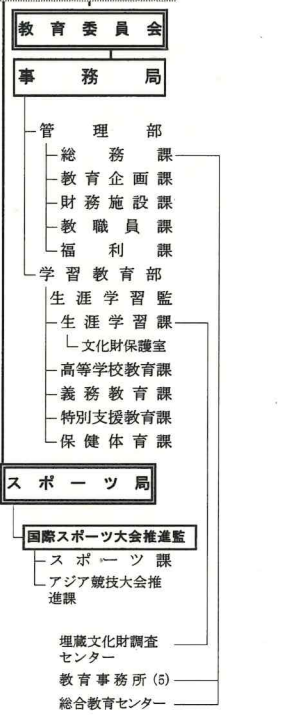 教育委員会
事務局
管理部
総務課
教育企画課
財務施設課
教職員課
福利課
学習教育部
生涯学習監
生涯学習課
文化財保護室
高等学校教育課
義務教育課
特別支援教育課
保健体育課
スポーツ局
国際スポーツ大会推進監
スポーツ課
アジア競技大会推
進課
埋蔵文化財調査
センター
教育事務所(5)
総合教育センター